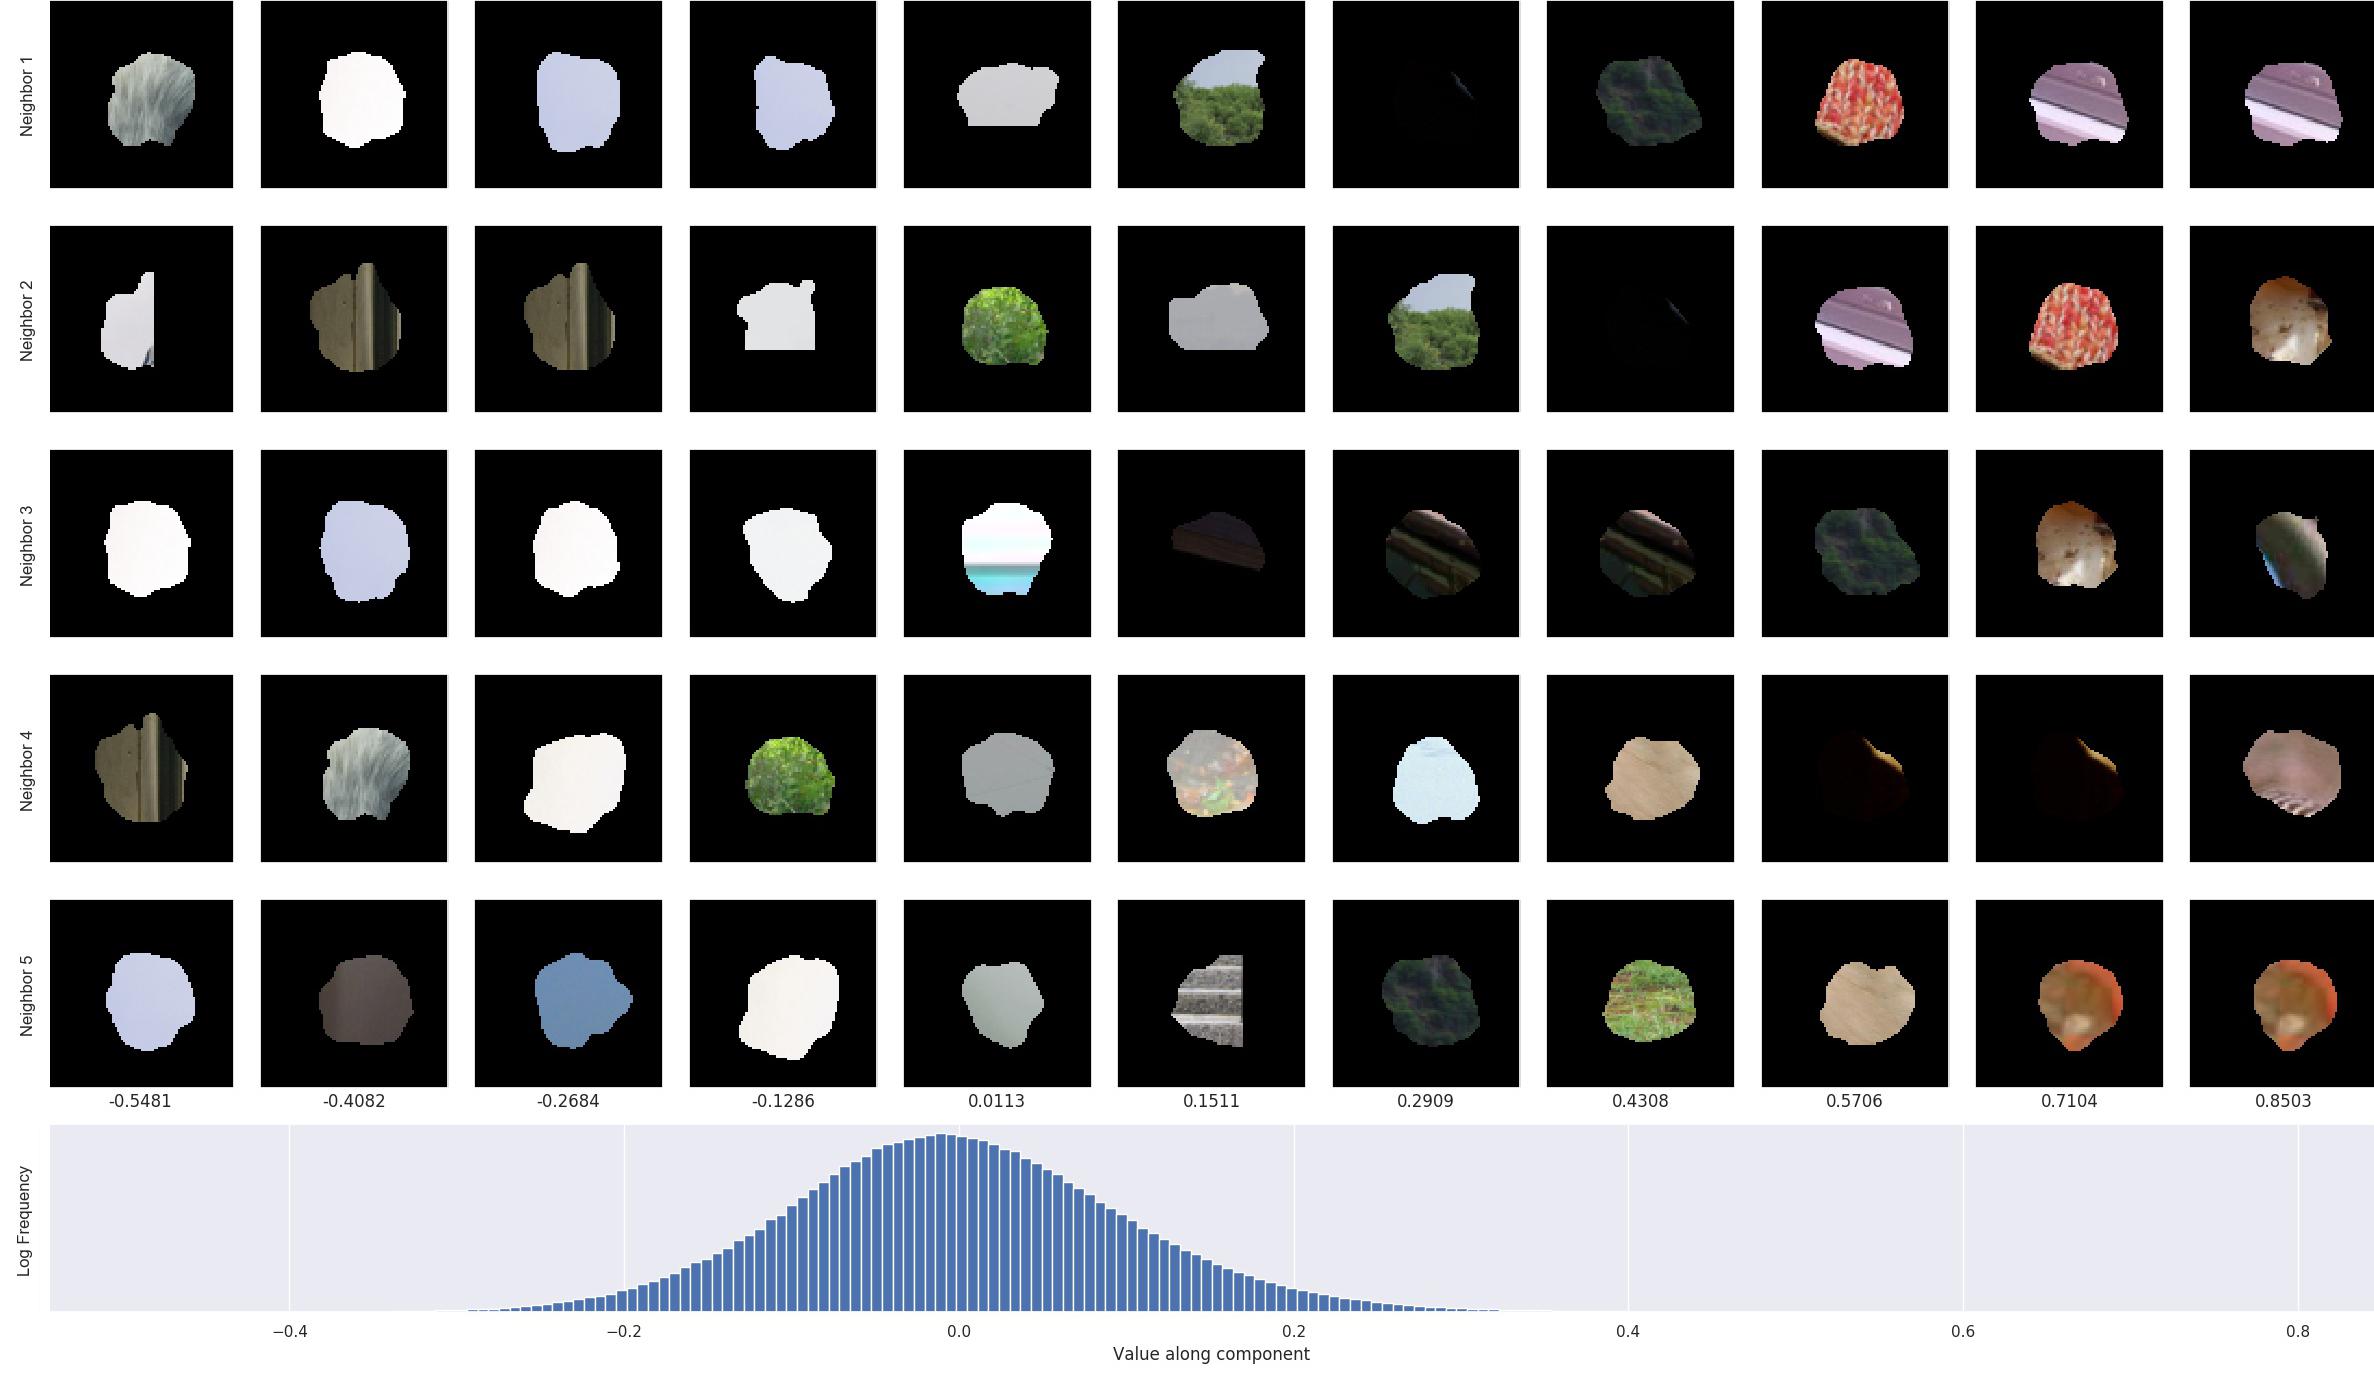 Neighbor 1
Neighbor 2
Neighbor 3
Neighbor 4
Neighbor 5
-0.5481 -0.4082 -0.2684 -0.1286 0.0113 0.1511 0.2909 0.4308 0.5706 0.7104 0.8503
Log Frequency
−0.4 −0.2 0.0 0.2 0.4 0.6 0.8
Value along component